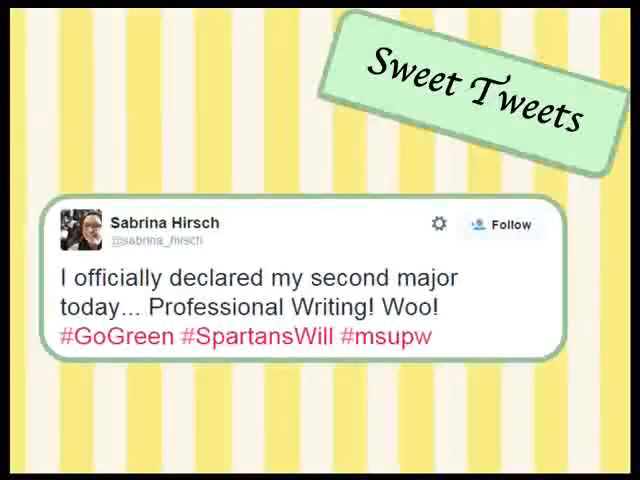 Sweet Tweets
Sabrina Hirsch
@sabrina_hirsch
Follow
I officially declared my second major
today... Professional Writing! Woo!
#GoGreen #SpartansWill #msupw